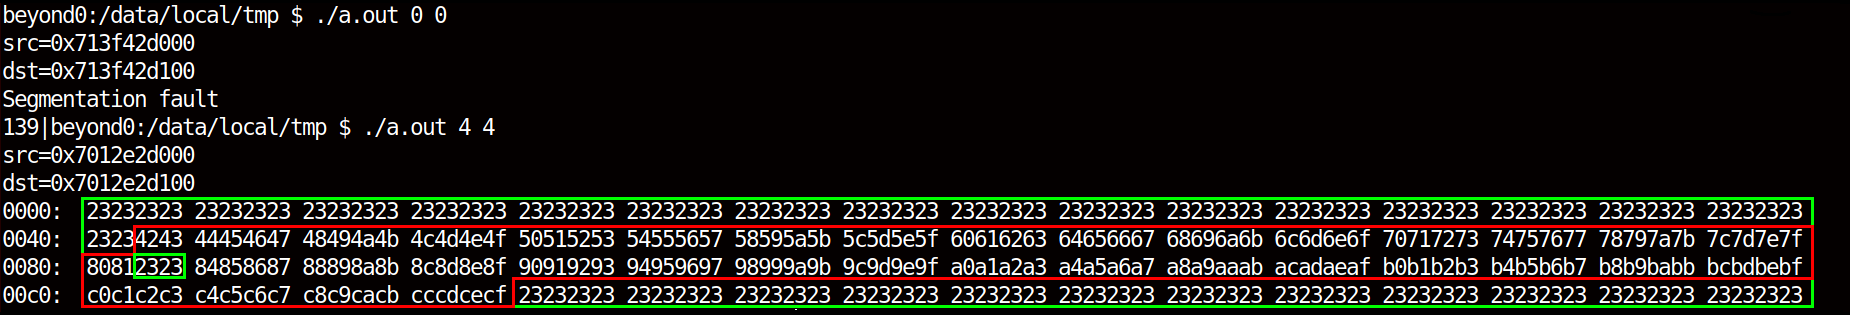 beyond0:/data/local/tmp $ ./a.out 0 0
src=0x713f42d000
dst=0x713f42d100
Segmentation fault
139|beyond0:/data/local/tmp $ ./a.out 4 4
src=0x7012e2d000
dst=0x7012e2d100
0000: 23232323 23232323 23232323 23232323 23232323 23232323 23232323 23232323 23232323 23232323 23232323 23232323 23232323 23232323 23232323 23232323
0040: 23234243 44454647 48494a4b 4c4d4e4f 50515253 54555657 58595a5b 5c5d5e5f 60616263 64656667 68696a6b 6c6d6e6f 70717273 74757677 78797a7b 7c7d7e7f
0080: 80812323 84858687 88898a8b 8c8d8e8f 90919293 94959697 98999a9b 9c9d9e9f a0a1a2a3 a4a5a6a7 a8a9aaab acadaeaf b0b1b2b3 b4b5b6b7 b8b9babb bcbdbebf
00c0: c0c1c2c3 c4c5c6c7 c8c9cacb cccdcecf 23232323 23232323 23232323 23232323 23232323 23232323 23232323 23232323 23232323 23232323 23232323 23232323